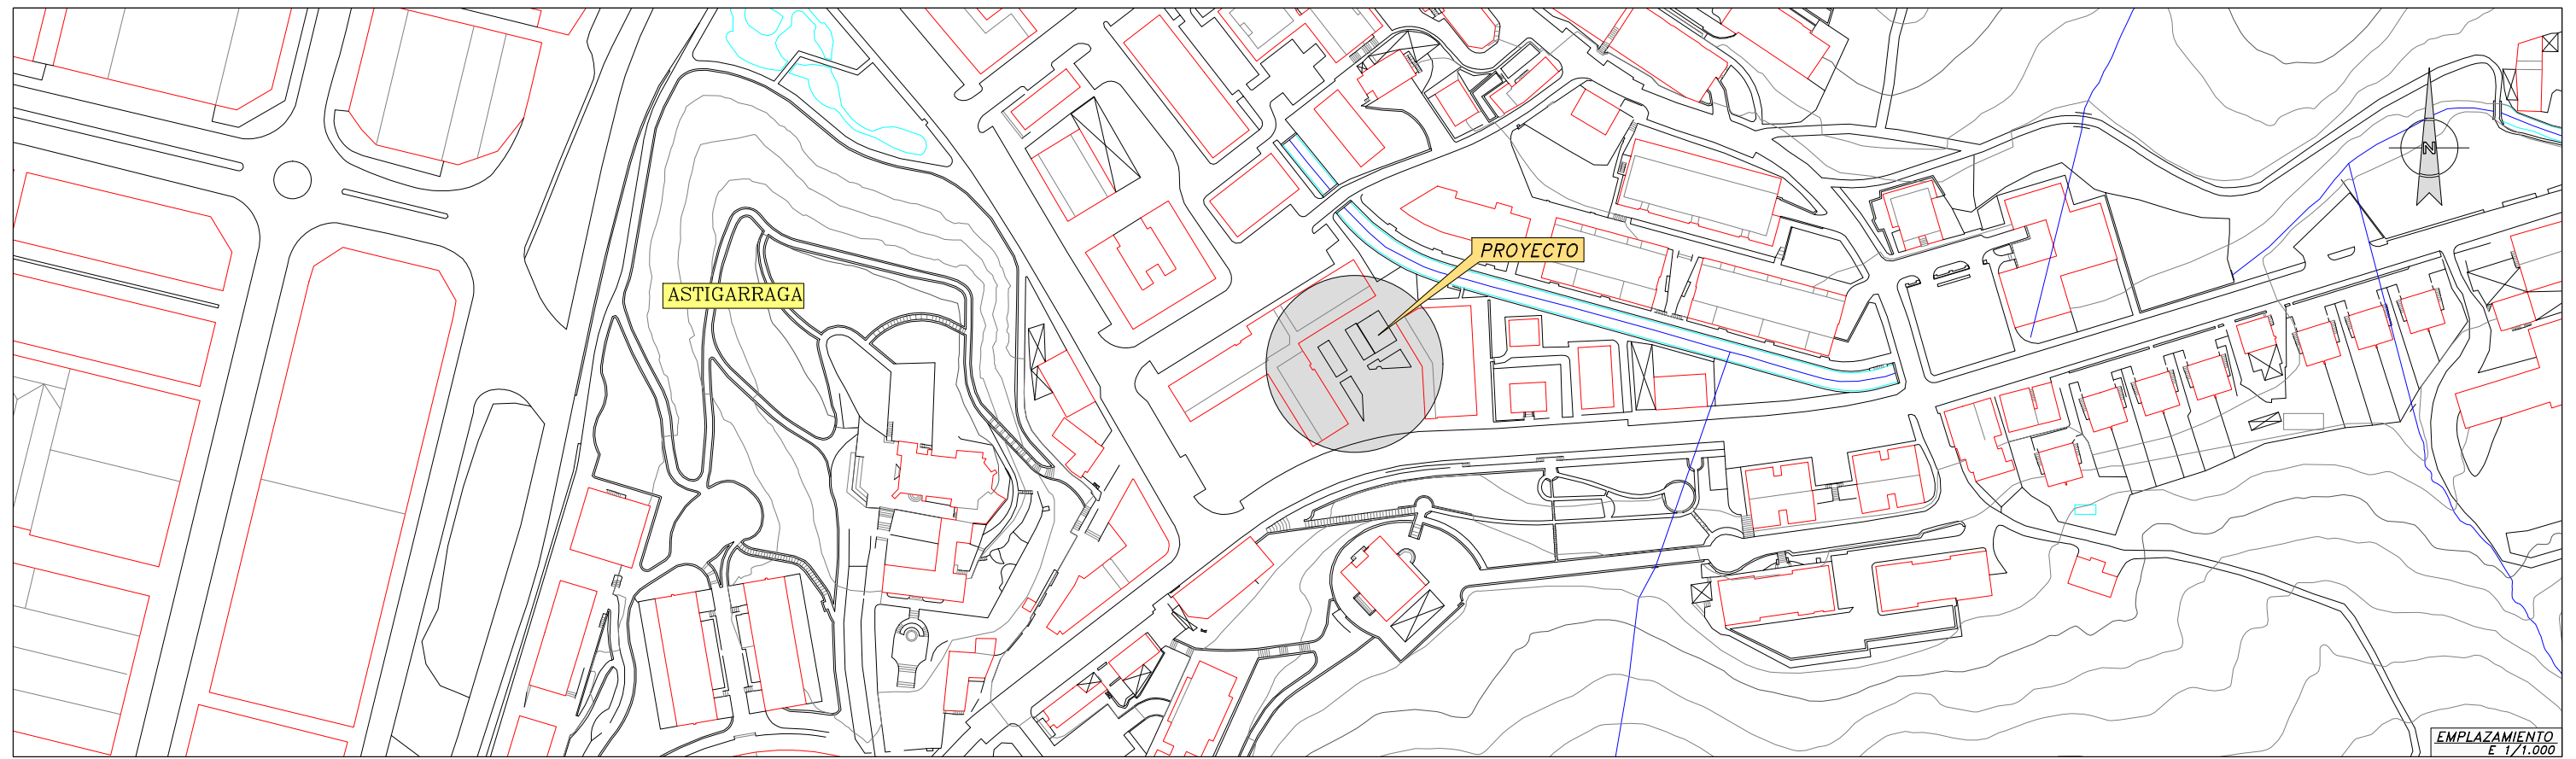 PROYECTO
ASTIGARRAGA
N
EMPLAZAMIENTO
E 1/1.000